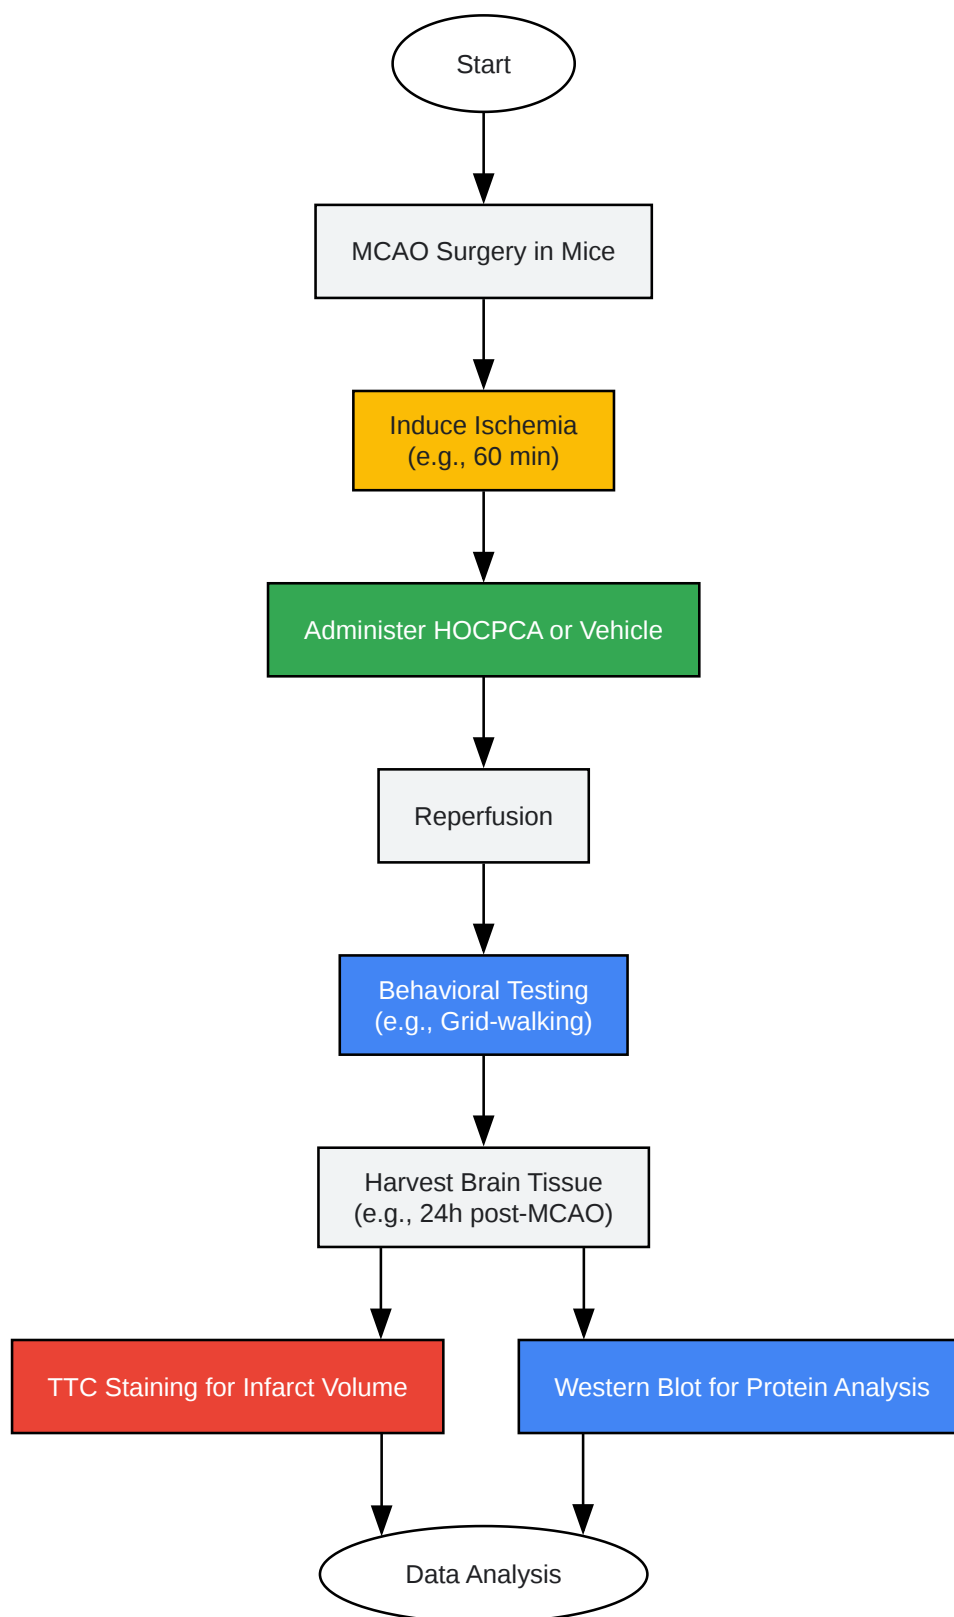 Start
MCAO Surgery in Mice
Induce Ischemia
(e.g., 60 min)
Administer HOCPCA or Vehicle
Reperfusion
Behavioral Testing
(e.g., Grid-walking)
Harvest Brain Tissue
(e.g., 24h post-MCAO)
TTC Staining for Infarct Volume
Western Blot for Protein Analysis
Data Analysis